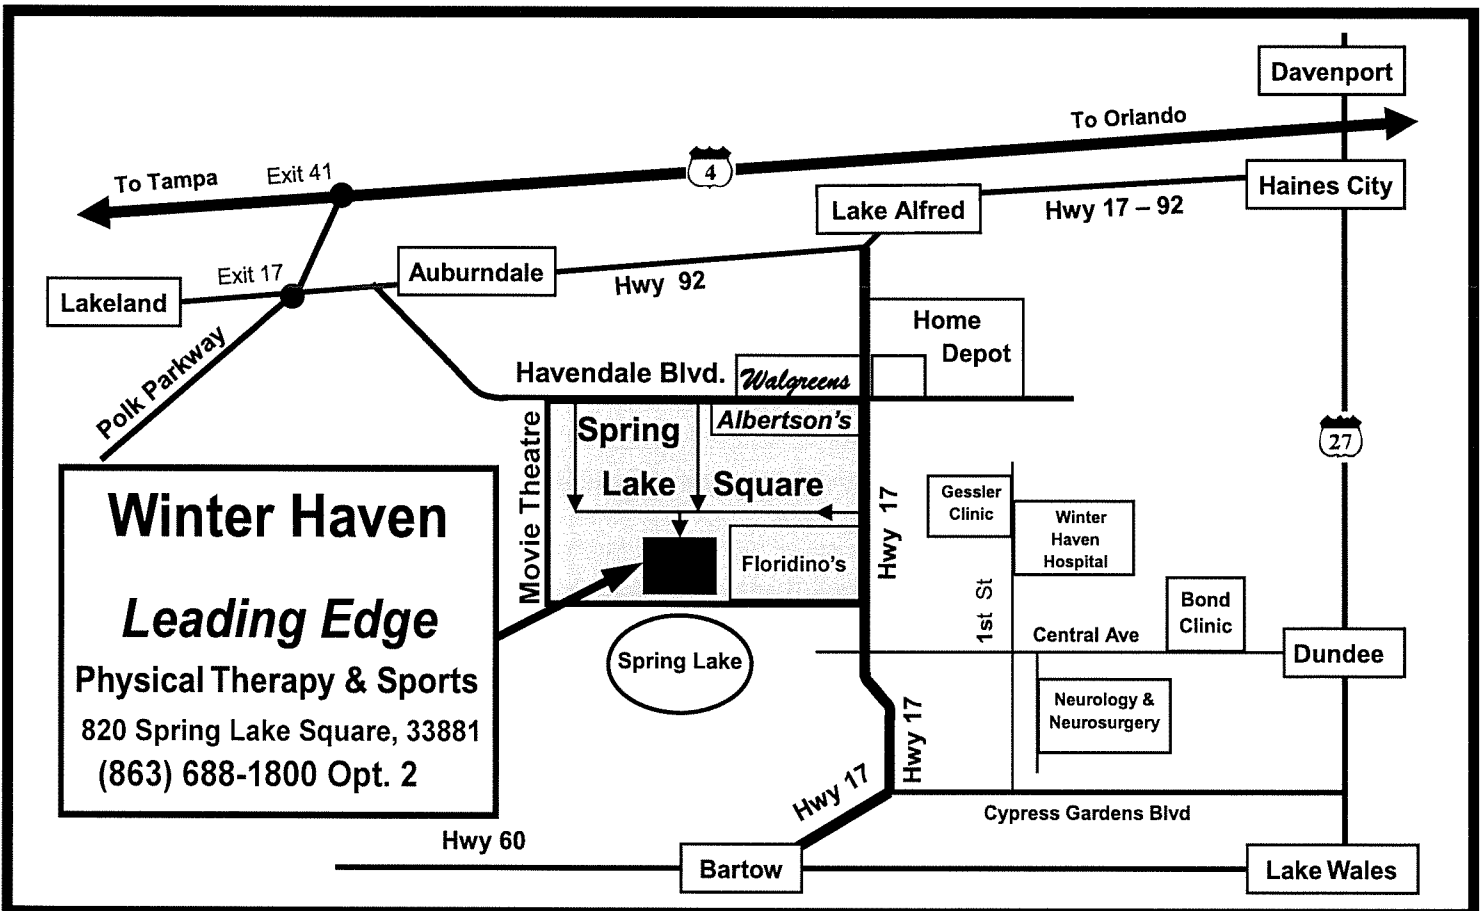 Davenport
To Orlando
To Tampa
Exit 41
4
Haines City
Lake Alfred
Hwy 17 – 92
Exit 17
Auburndale
Hwy 92
Lakeland
Polk Parkway
Home
Depot
Havendale Blvd.
Walgreens
Albertson's
Spring
Lake Square
Movie Theatre
Floridino's
Hwy 17
27
Gessler
Clinic
Winter
Haven
Hospital
1st St
Central Ave
Bond
Clinic
Dundee
Spring Lake
Neurology &
Neurosurgery
Winter Haven
Leading Edge
Physical Therapy & Sports
820 Spring Lake Square, 33881
(863) 688-1800 Opt. 2
Hwy 17
Hwy 17
Cypress Gardens Blvd
Hwy 60
Bartow
Lake Wales